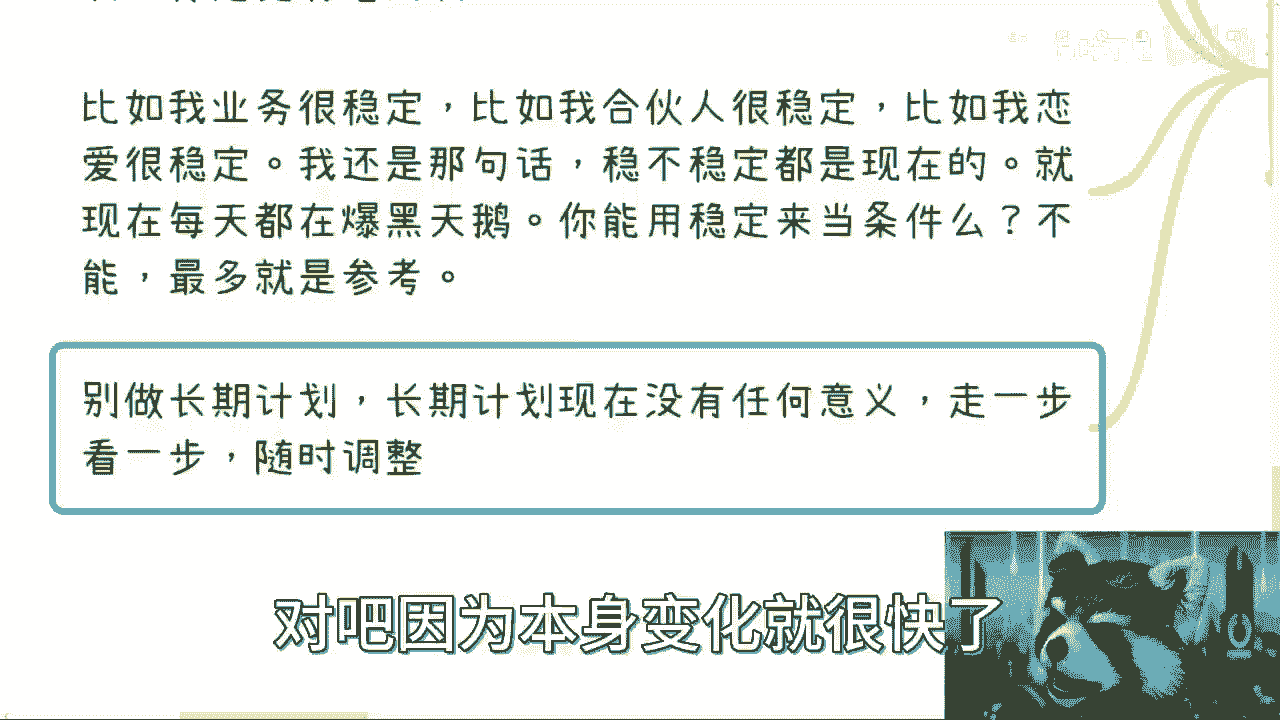 比如我业务很稳定，比如我合伙人很稳定，比如我恋
爱很稳定。我还是那句话，稳不稳定都是现在的。就
现在每天都在爆黑天鹅。你能用稳定来当条件么？不
能，最多就是参考。
别做长期计划，长期计划现在没有任何意义，走一步
看一步，随时调整
对吧因为本身变化就很快了